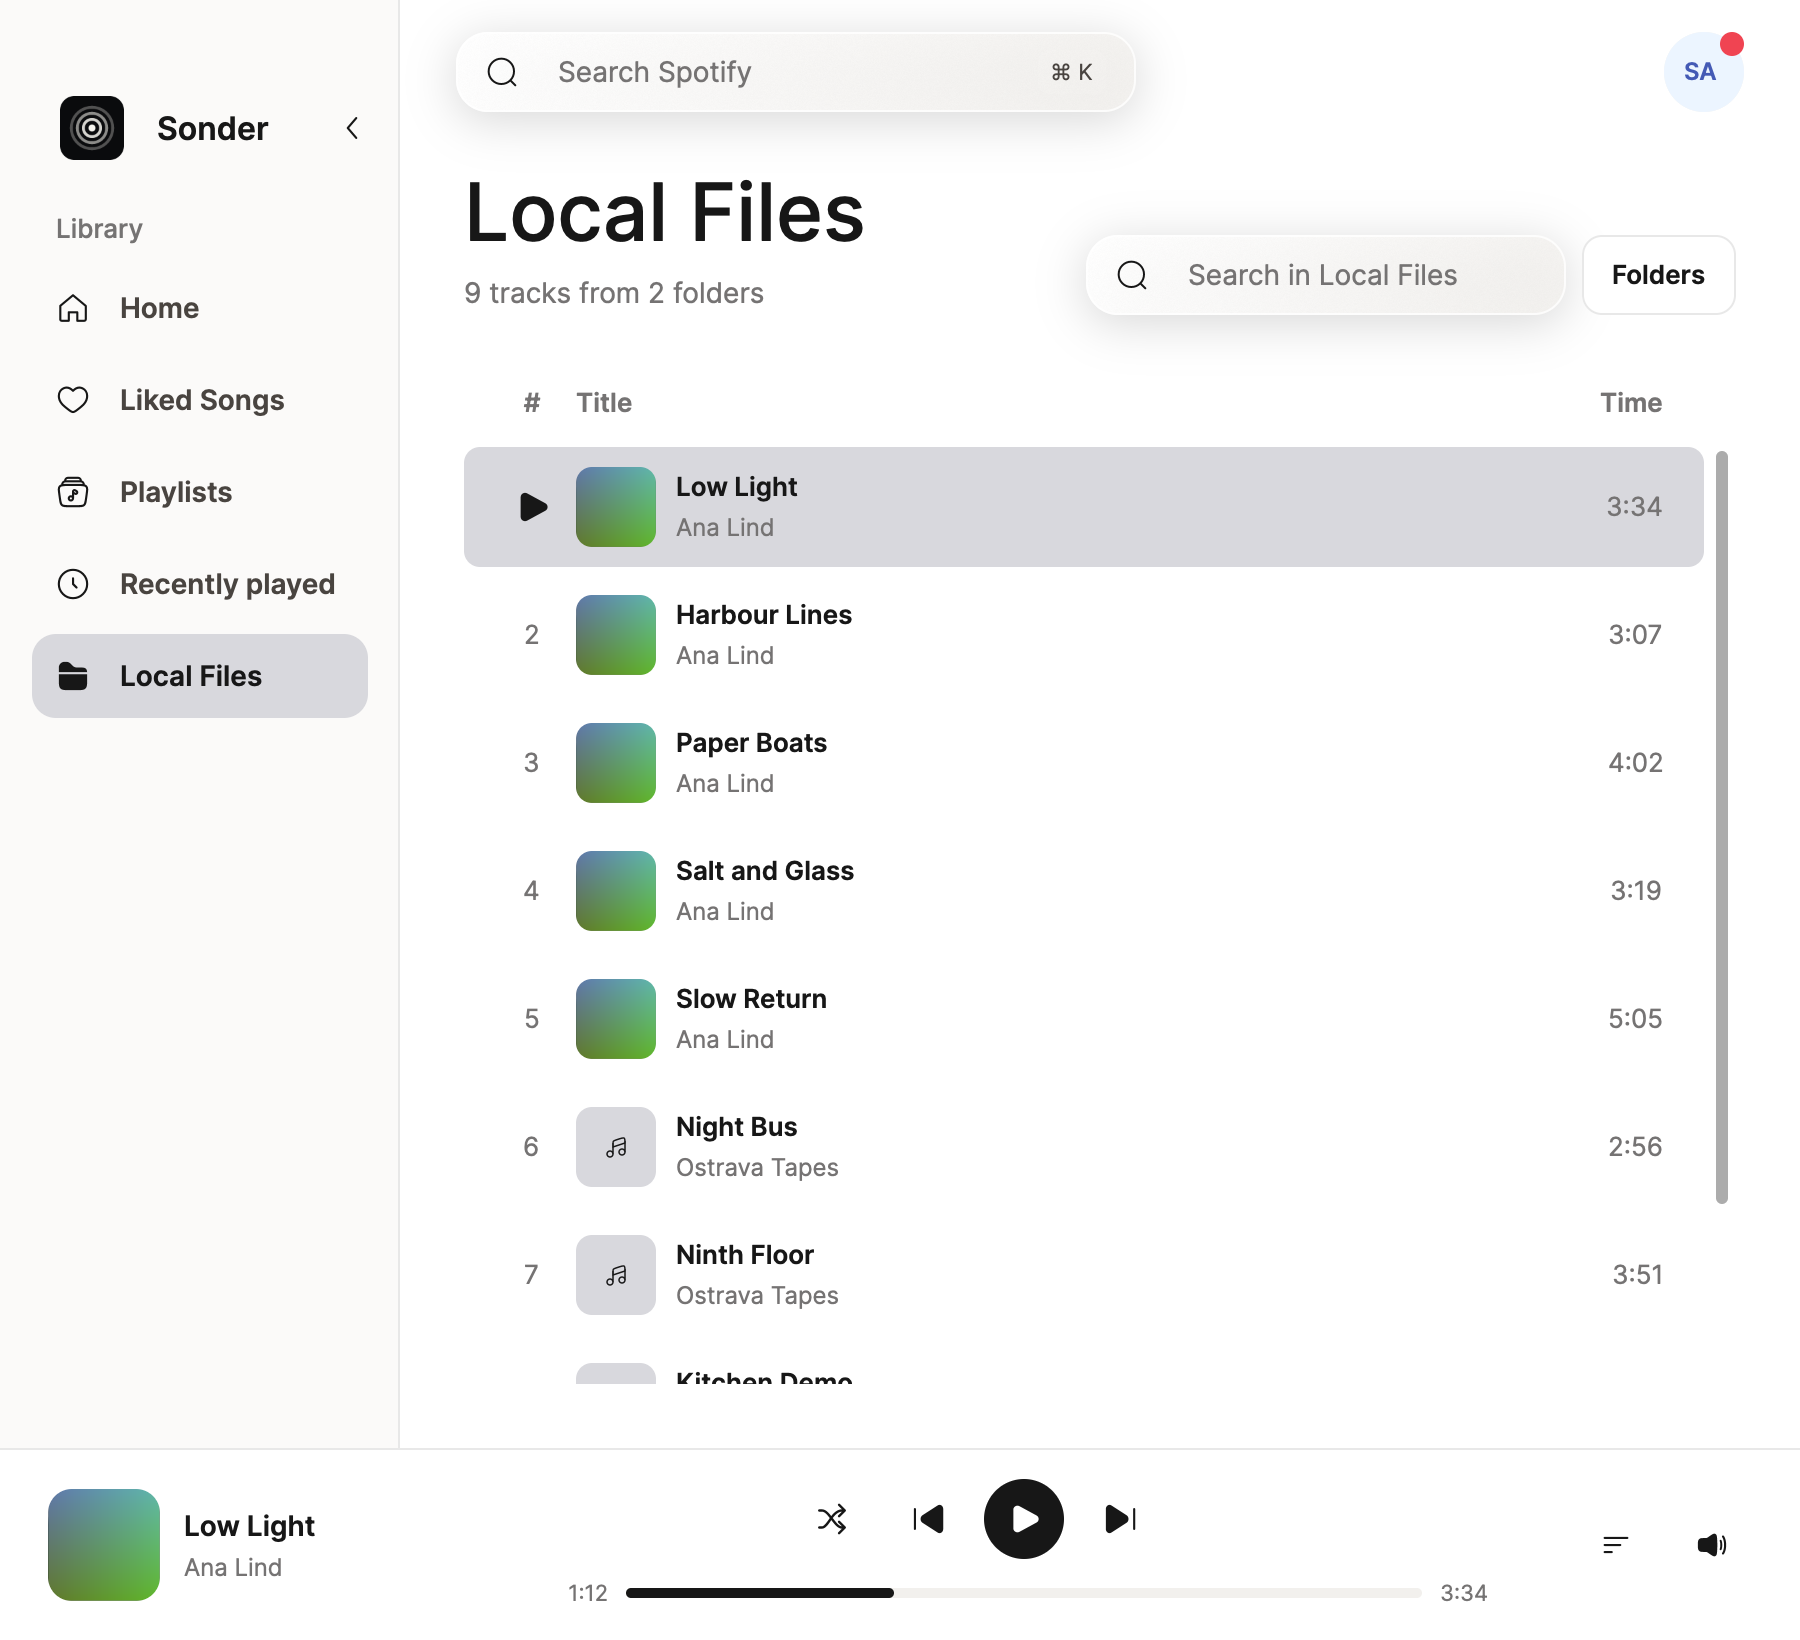 Search Spotify
⌘ K
SA
Sonder
Library
Home
Liked Songs
Playlists
Recently played
Local Files
Local Files
9 tracks from 2 folders
Search in Local Files
Folders
# Title Time
Low Light
Ana Lind
3:34
2
Harbour Lines
Ana Lind
3:07
3
Paper Boats
Ana Lind
4:02
4
Salt and Glass
Ana Lind
3:19
5
Slow Return
Ana Lind
5:05
6
Night Bus
Ostrava Tapes
2:56
7
Ninth Floor
Ostrava Tapes
3:51
Kitchen Demo
Low Light
Ana Lind
1:12
3:34